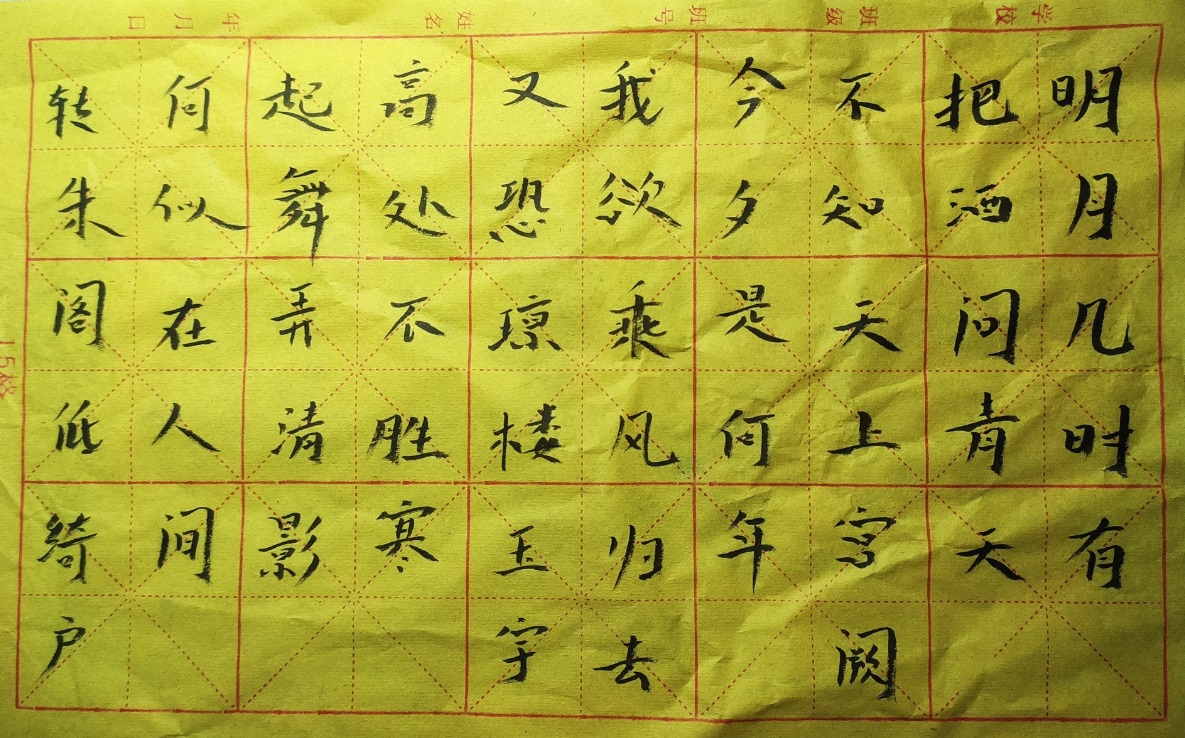 学校 班级 班号 姓名 年 月 日
明月几时有
把酒问青天
不知天上宫阙
今夕是何年
我欲乘风归去
又恐琼楼玉宇
高处不胜寒
起舞弄清影
何似在人间
转朱阁低绮户